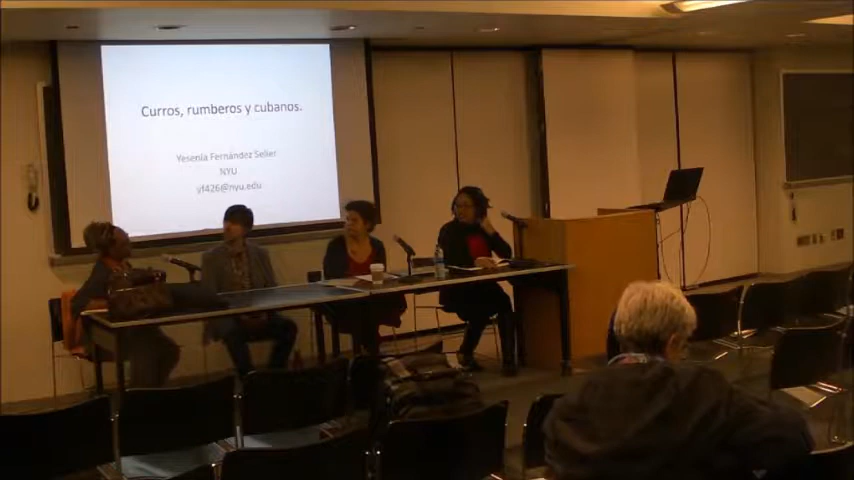 Curros, rumberos y cubanos.
Yesenia Fernández Selier
NYU
yf426@nyu.edu